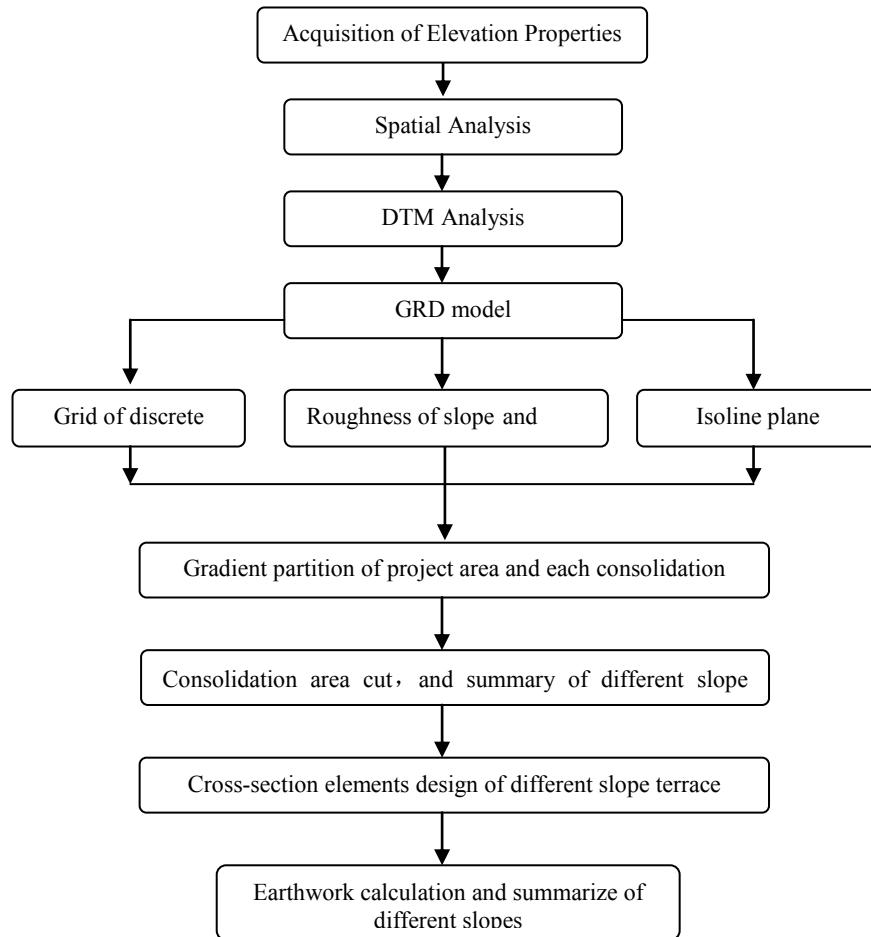 Acquisition of Elevation Properties
Spatial Analysis
DTM Analysis
GRD model
Grid of discrete
Roughness of slope and
Isoline plane
Gradient partition of project area and each consolidation
Consolidation area cut，and summary of different slope
Cross-section elements design of different slope terrace
Earthwork calculation and summarize of
different slopes